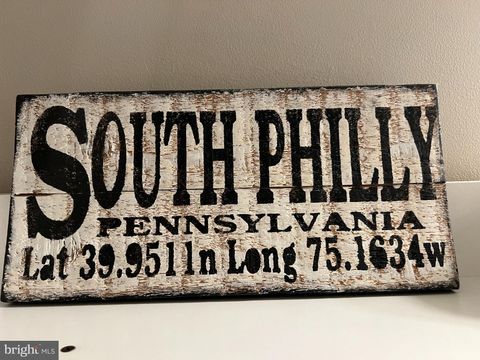 SOUTH PHILLY
PENNSYLVANIA
Lat 39.9511n Long 75.1634w
bright MLS